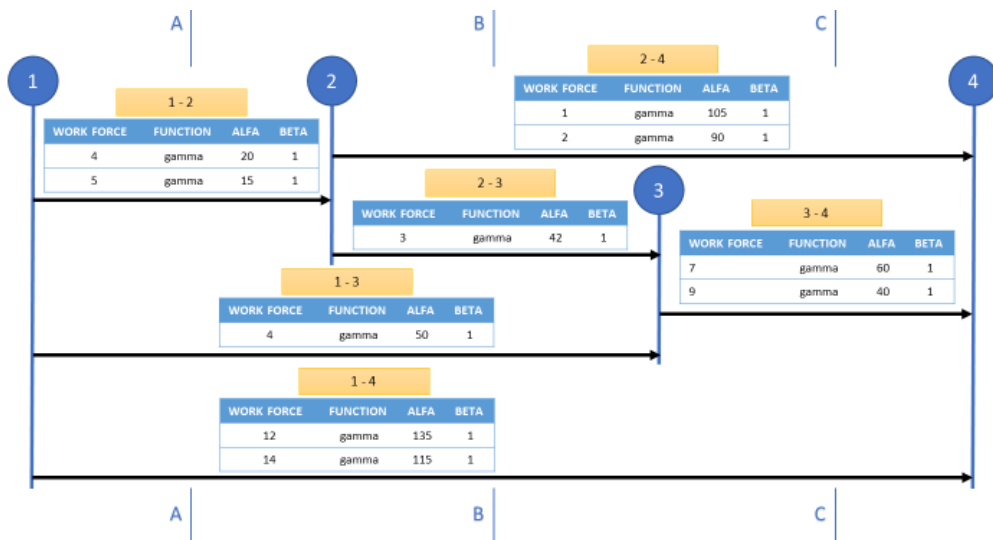 A B C
1 2 4
2 - 4
WORK FORCE FUNCTION ALFA BETA
1 gamma 105 1
2 gamma 90 1
1 - 2
WORK FORCE FUNCTION ALFA BETA
4 gamma 20 1
5 gamma 15 1
2 - 3
WORK FORCE FUNCTION ALFA BETA
3 gamma 42 1
3
3 - 4
WORK FORCE FUNCTION ALFA BETA
7 gamma 60 1
9 gamma 40 1
1 - 3
WORK FORCE FUNCTION ALFA BETA
4 gamma 50 1
1 - 4
WORK FORCE FUNCTION ALFA BETA
12 gamma 135 1
14 gamma 115 1
A B C